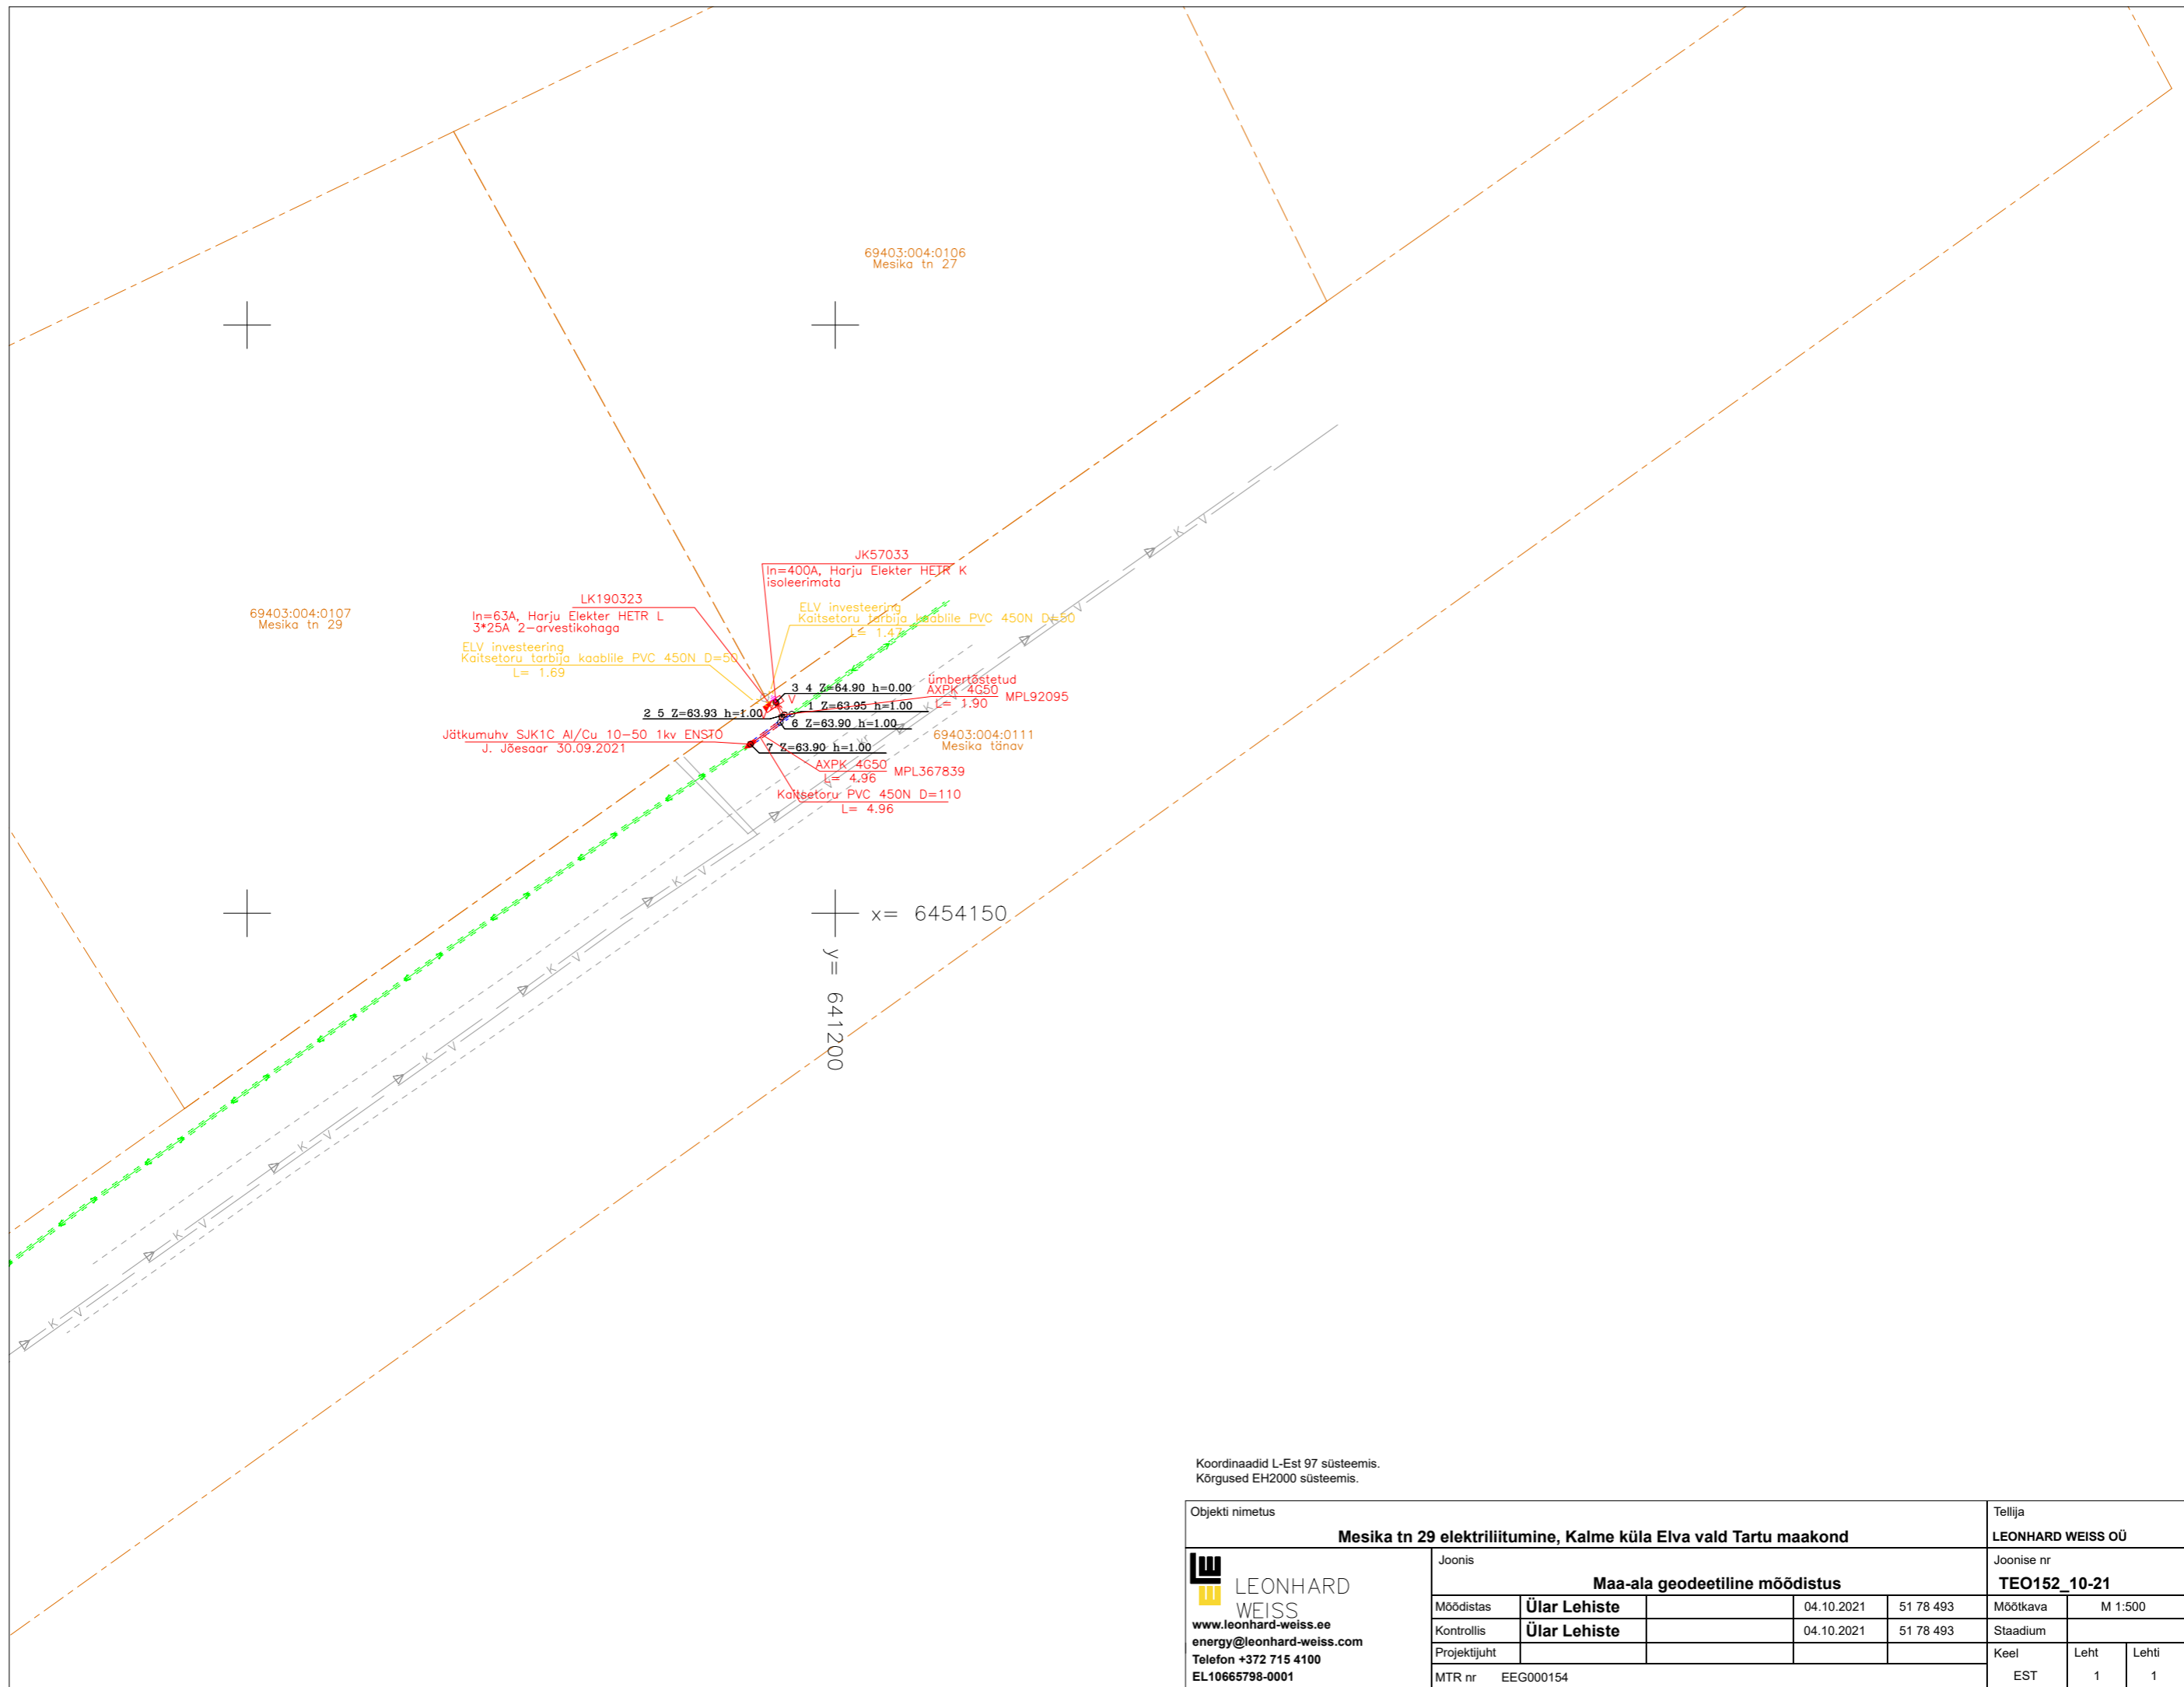 69403:004:0106
Mesika tn 27
JK57033
In=400A, Harju Elekter HETR K
isoleerimata
LK190323
In=63A, Harju Elekter HETR L
3*25A 2-arvestikohaga
69403:004:0107
Mesika tn 29
ELV investeering
Kaitsetoru tarbija kaablile PVC 450N D=50
L= 1.47
ELV investeering
Kaitsetoru tarbija kaablile PVC 450N D=50
L= 1.69
3 4 Z=64.90 h=0.00
ümbertõstetud
AXPK 4G50 MPL92095
L= 1.90
2 5 Z=63.93 h=1.00
1 Z=63.95 h=1.00
6 Z=63.90 h=1.00
Jätkumuhv SJK1C Al/Cu 10-50 1kv ENSTO
J. Jõesaar 30.09.2021
69403:004:0111
Mesika tänav
7 Z=63.90 h=1.00
AXPK 4G50 MPL367839
L= 4.96
Kaitsetoru PVC 450N D=110
L= 4.96
kr
K V
K V
K V
K V
K V
K V
K V
K V
K V
K V
x= 6454150
y= 641200
Koordinaadid L-Est 97 süsteemis.
Kõrgused EH2000 süsteemis.
Objekti nimetus
Mesika tn 29 elektriliitumine, Kalme küla Elva vald Tartu maakond
Tellija
LEONHARD WEISS OÜ
LEONHARD
WEISS
www.leonhard-weiss.ee
energy@leonhard-weiss.com
Telefon +372 715 4100
EL10665798-0001
Joonis
Maa-ala geodeetiline mõõdistus
Joonise nr
TEO152_10-21
Mõõdistas Ülar Lehiste 04.10.2021 51 78 493
Mõõtkava M 1:500
Kontrollis Ülar Lehiste 04.10.2021 51 78 493
Staadium
Projektijuht
MTR nr EEG000154
Keel Leht Lehti
EST 1 1